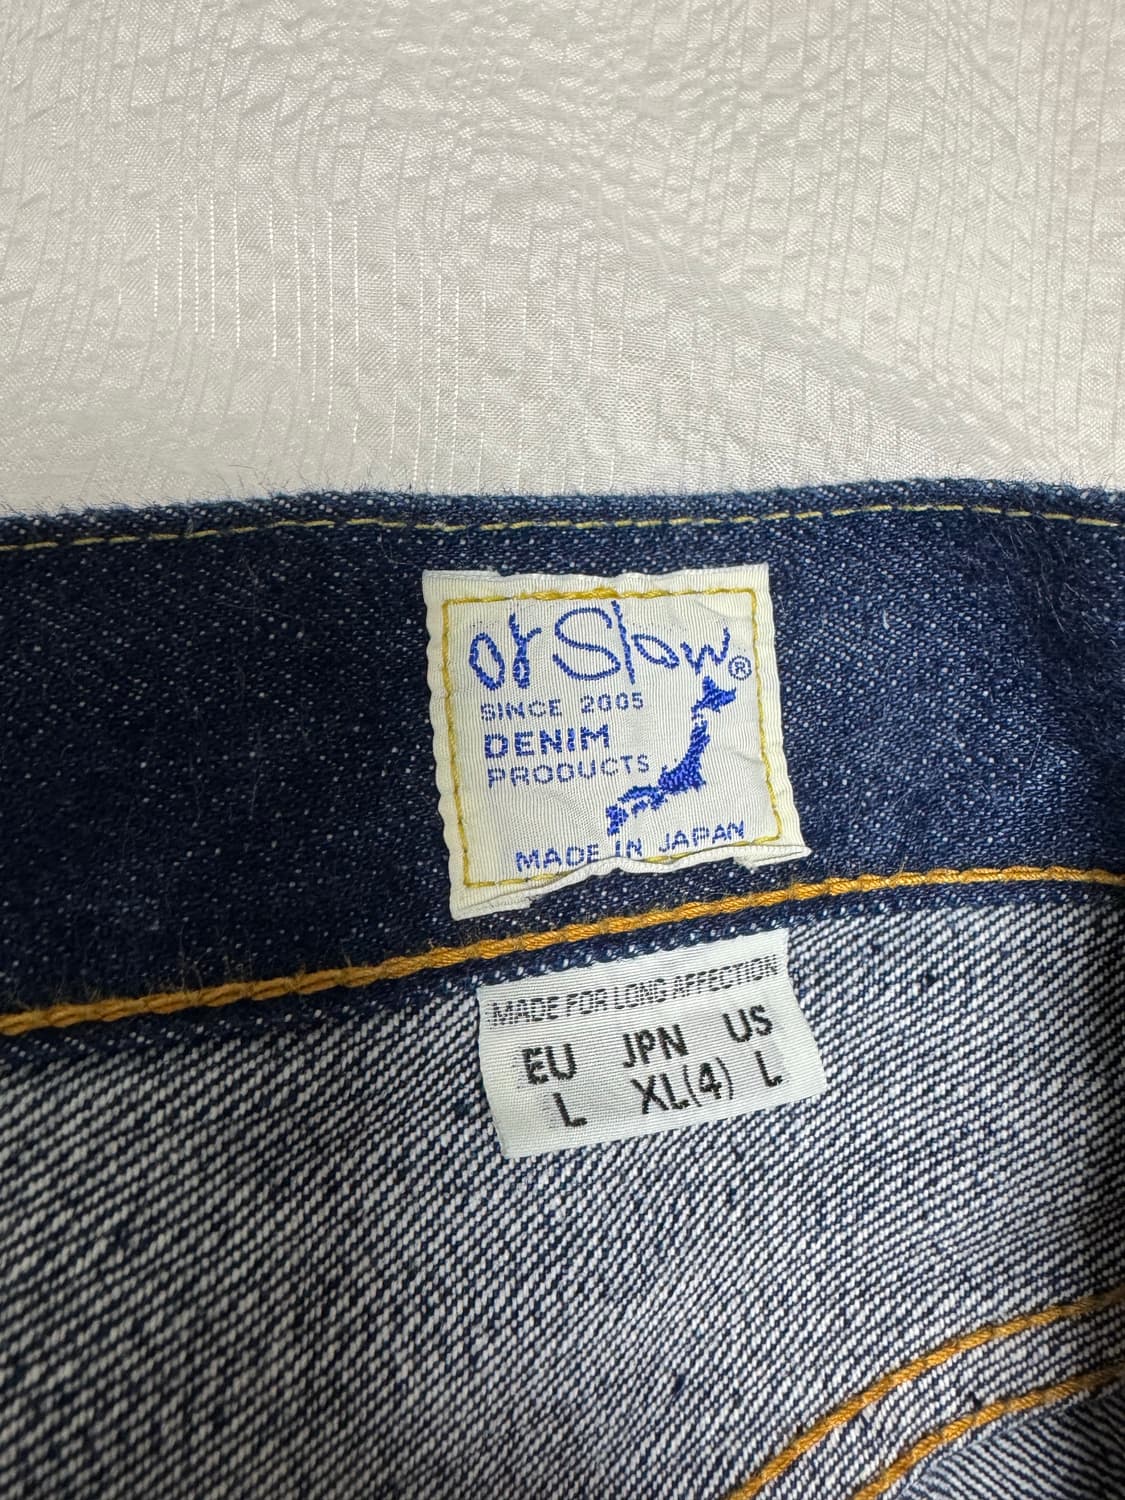 orSlow®
SINCE 2005
DENIM
PRODUCTS
MADE IN JAPAN
MADE FOR LONG AFFECTION
EU JPN US
L XL(4) L